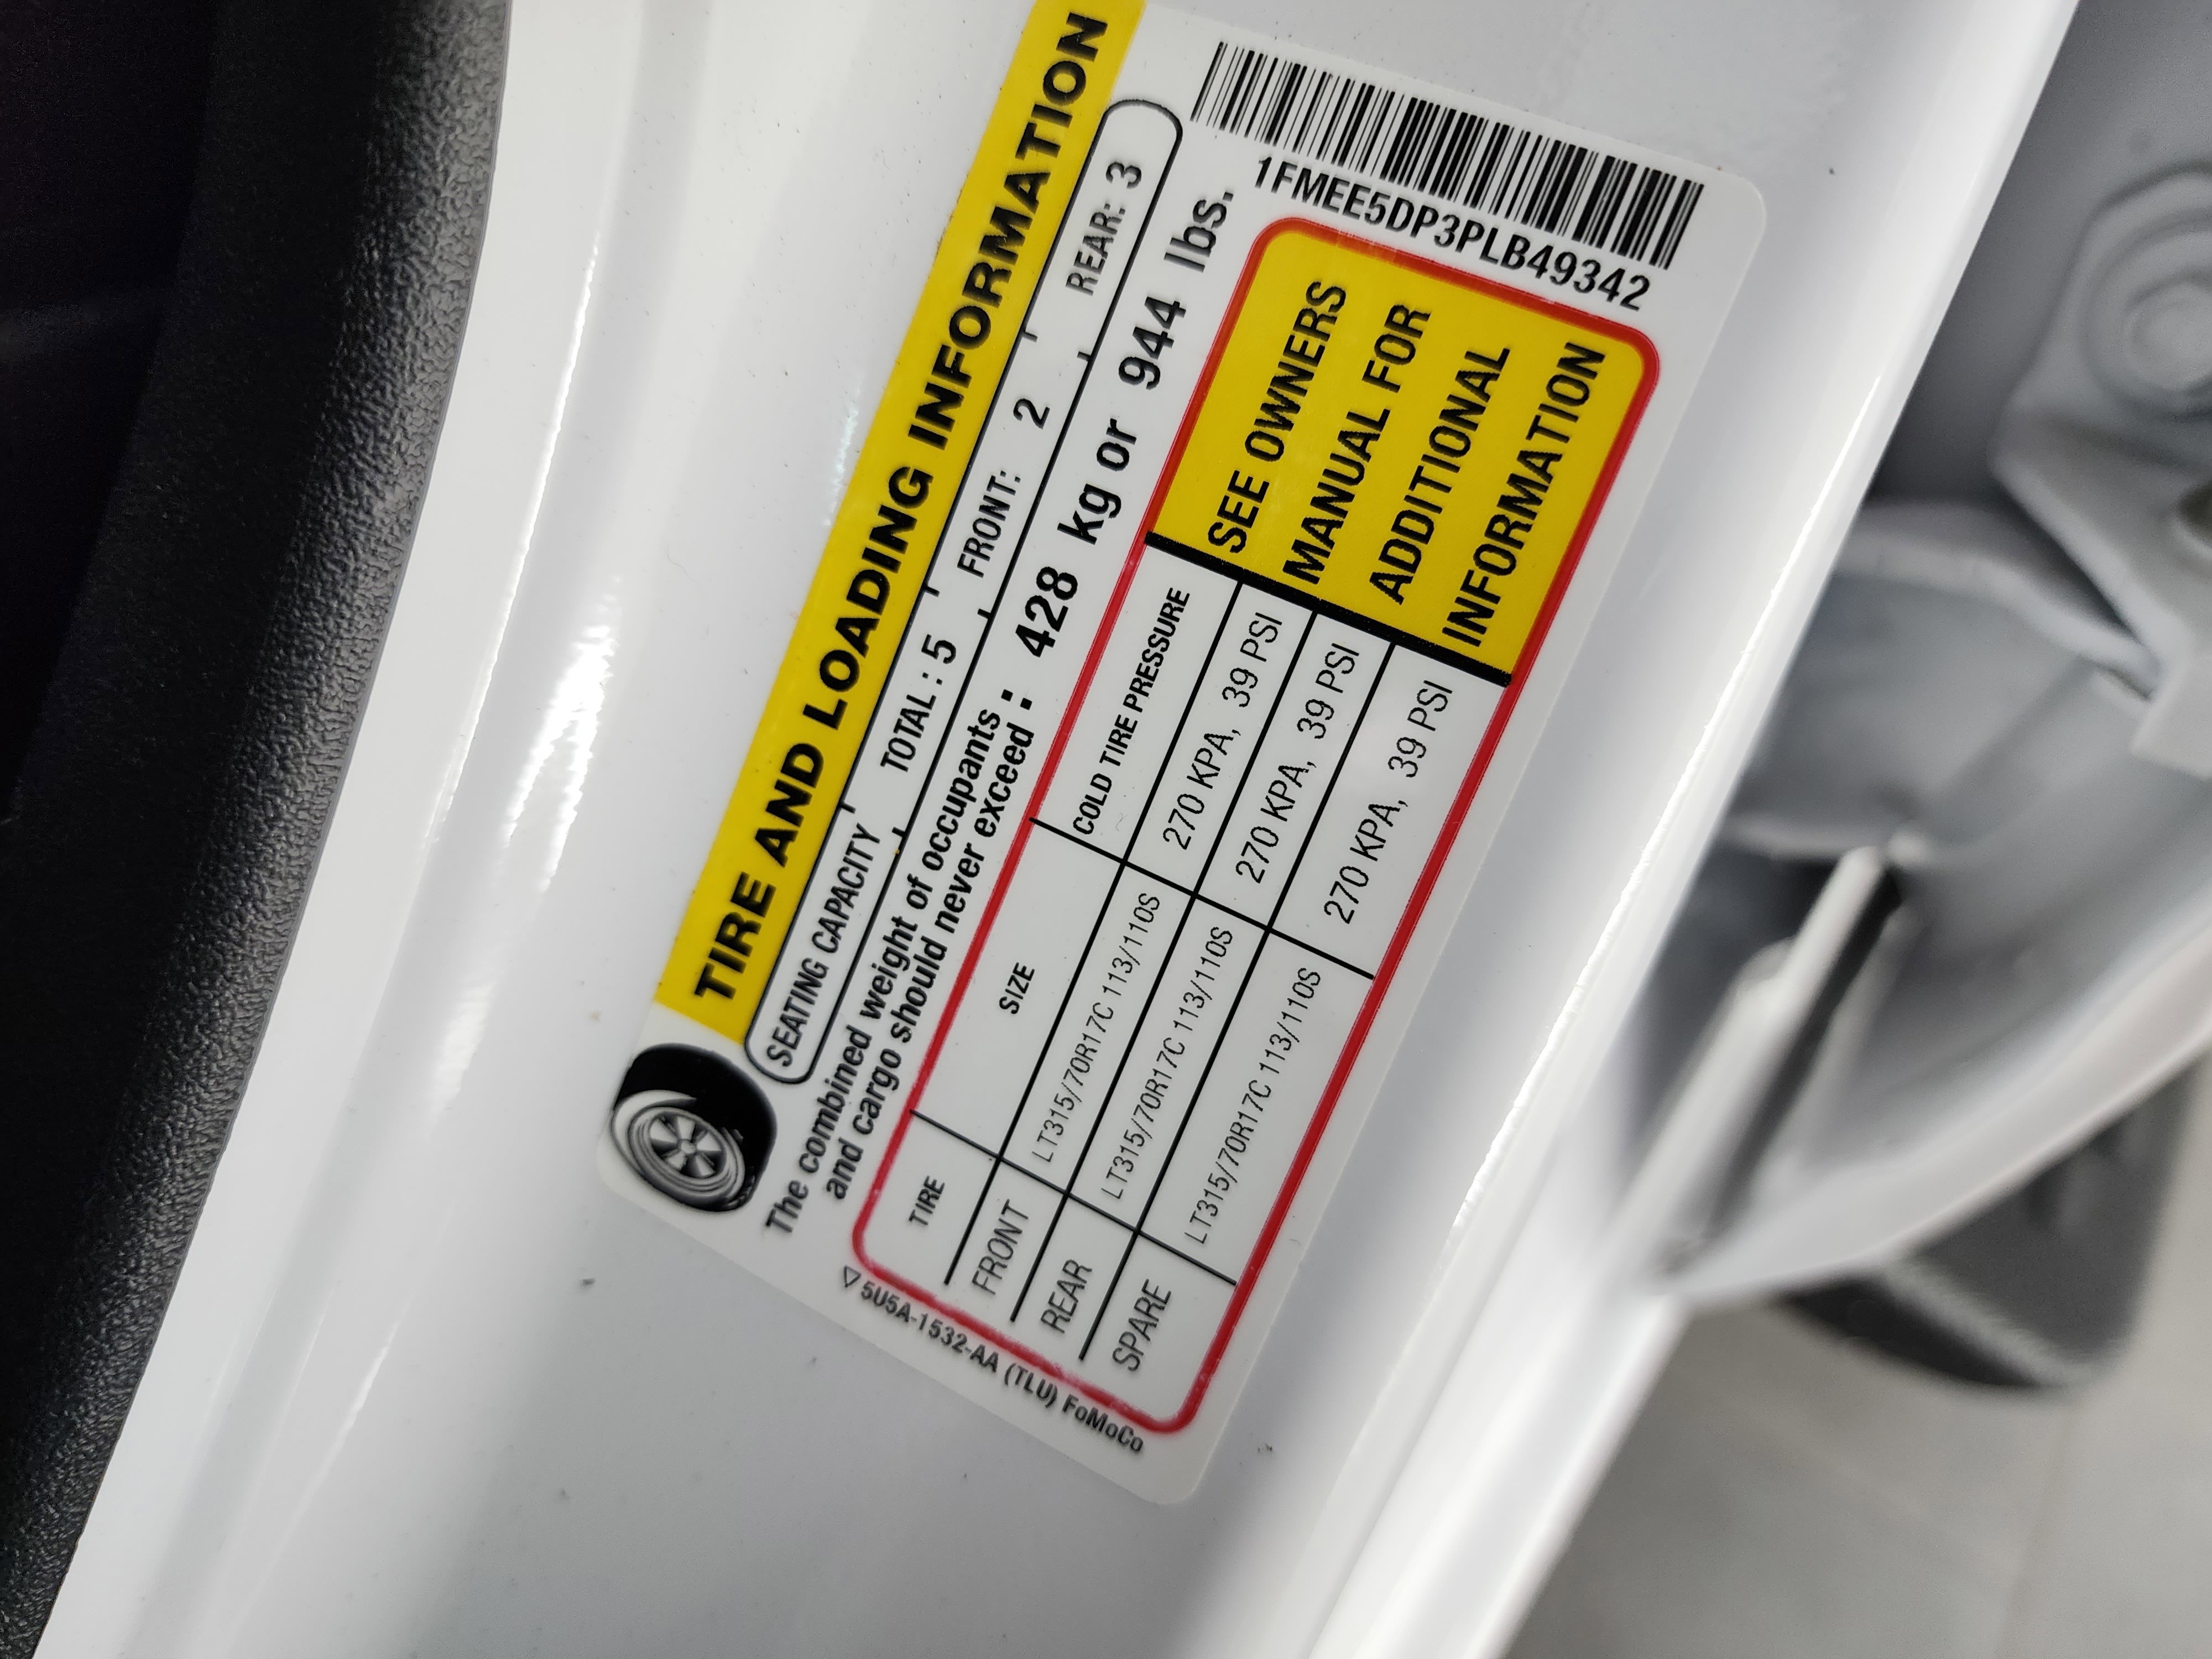 TIRE AND LOADING INFORMATION
SEATING CAPACITY TOTAL : 5 FRONT: 2 REAR: 3
The combined weight of occupants
and cargo should never exceed : 428 kg or 944 lbs.
TIRE SIZE COLD TIRE PRESSURE
FRONT LT315/70R17C 113/110S 270 KPA, 39 PSI
REAR LT315/70R17C 113/110S 270 KPA, 39 PSI
SPARE LT315/70R17C 113/110S 270 KPA, 39 PSI
SEE OWNERS
MANUAL FOR
ADDITIONAL
INFORMATION
1FMEE5DP3PLB49342
5U5A-1532-AA (TLU) FoMoCo